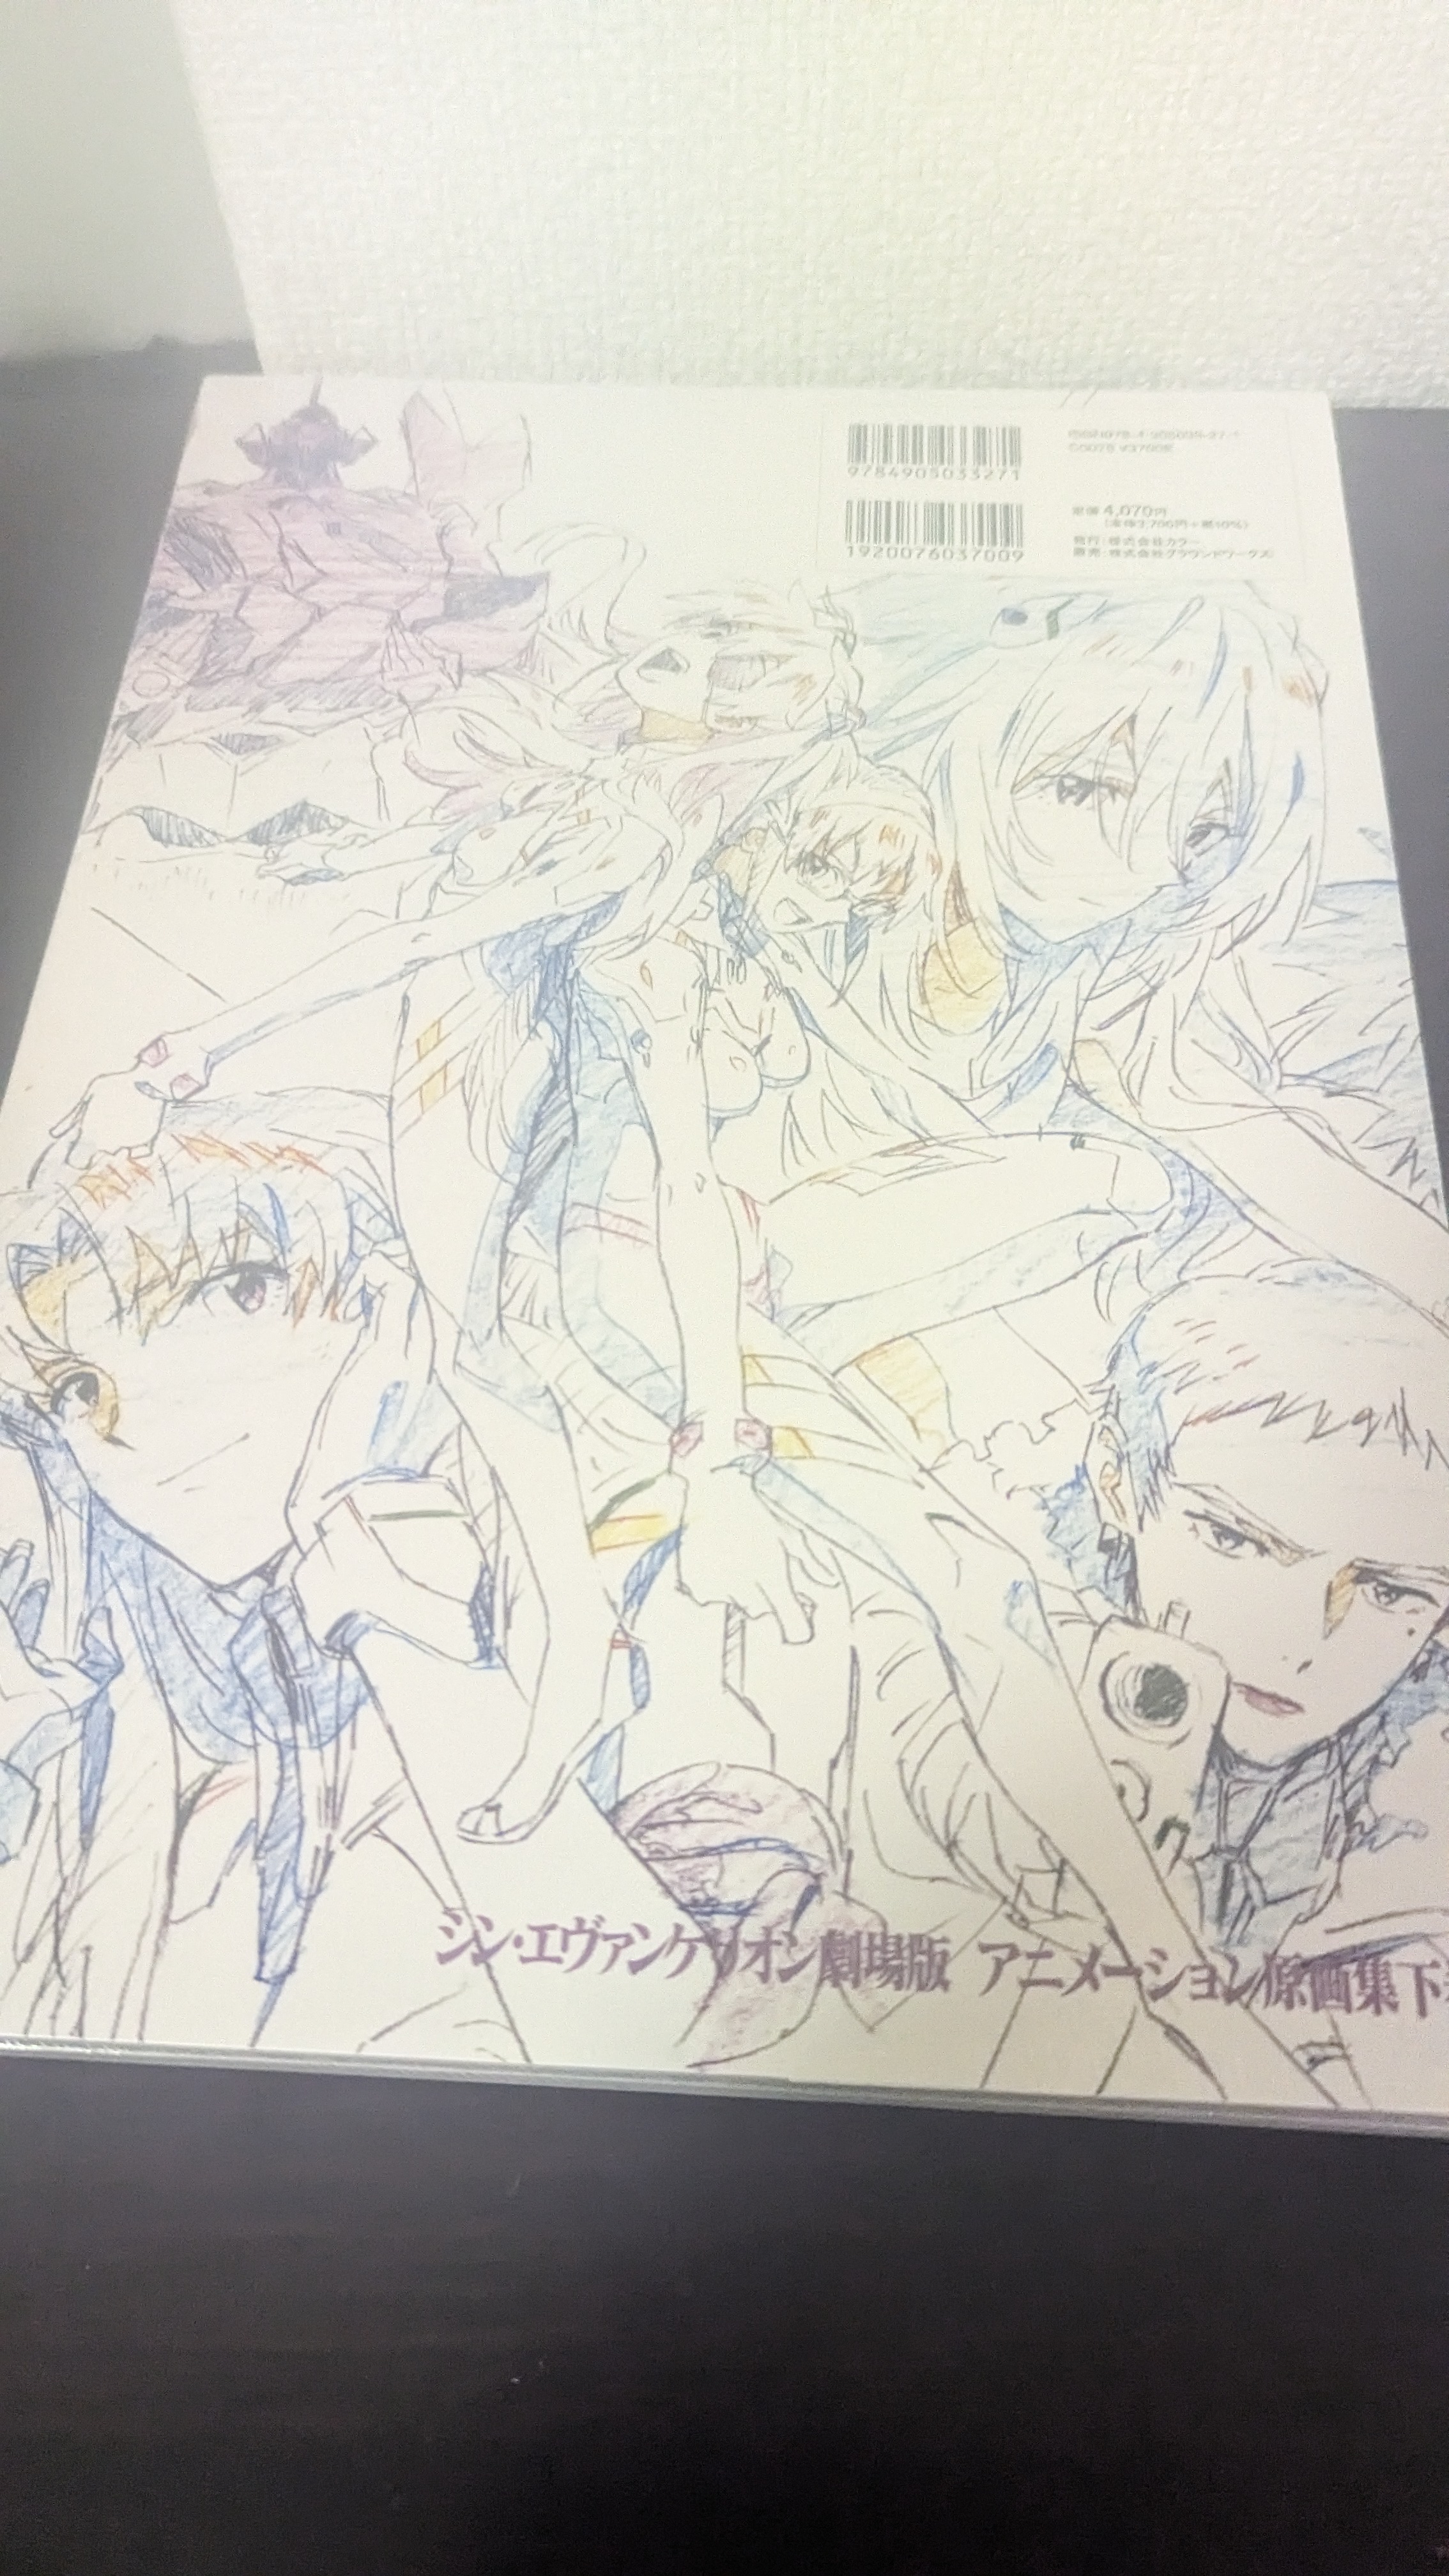 9784905033271
ISBN978-4-905033-27-1
C0076 ¥3700E
1920076037009
定価4,070円
(本体3,700円+税10%)
発行:株式会社カラー
発売:株式会社グラウンドワークス
シン・エヴァンゲリオン劇場版 アニメーション原画集下巻